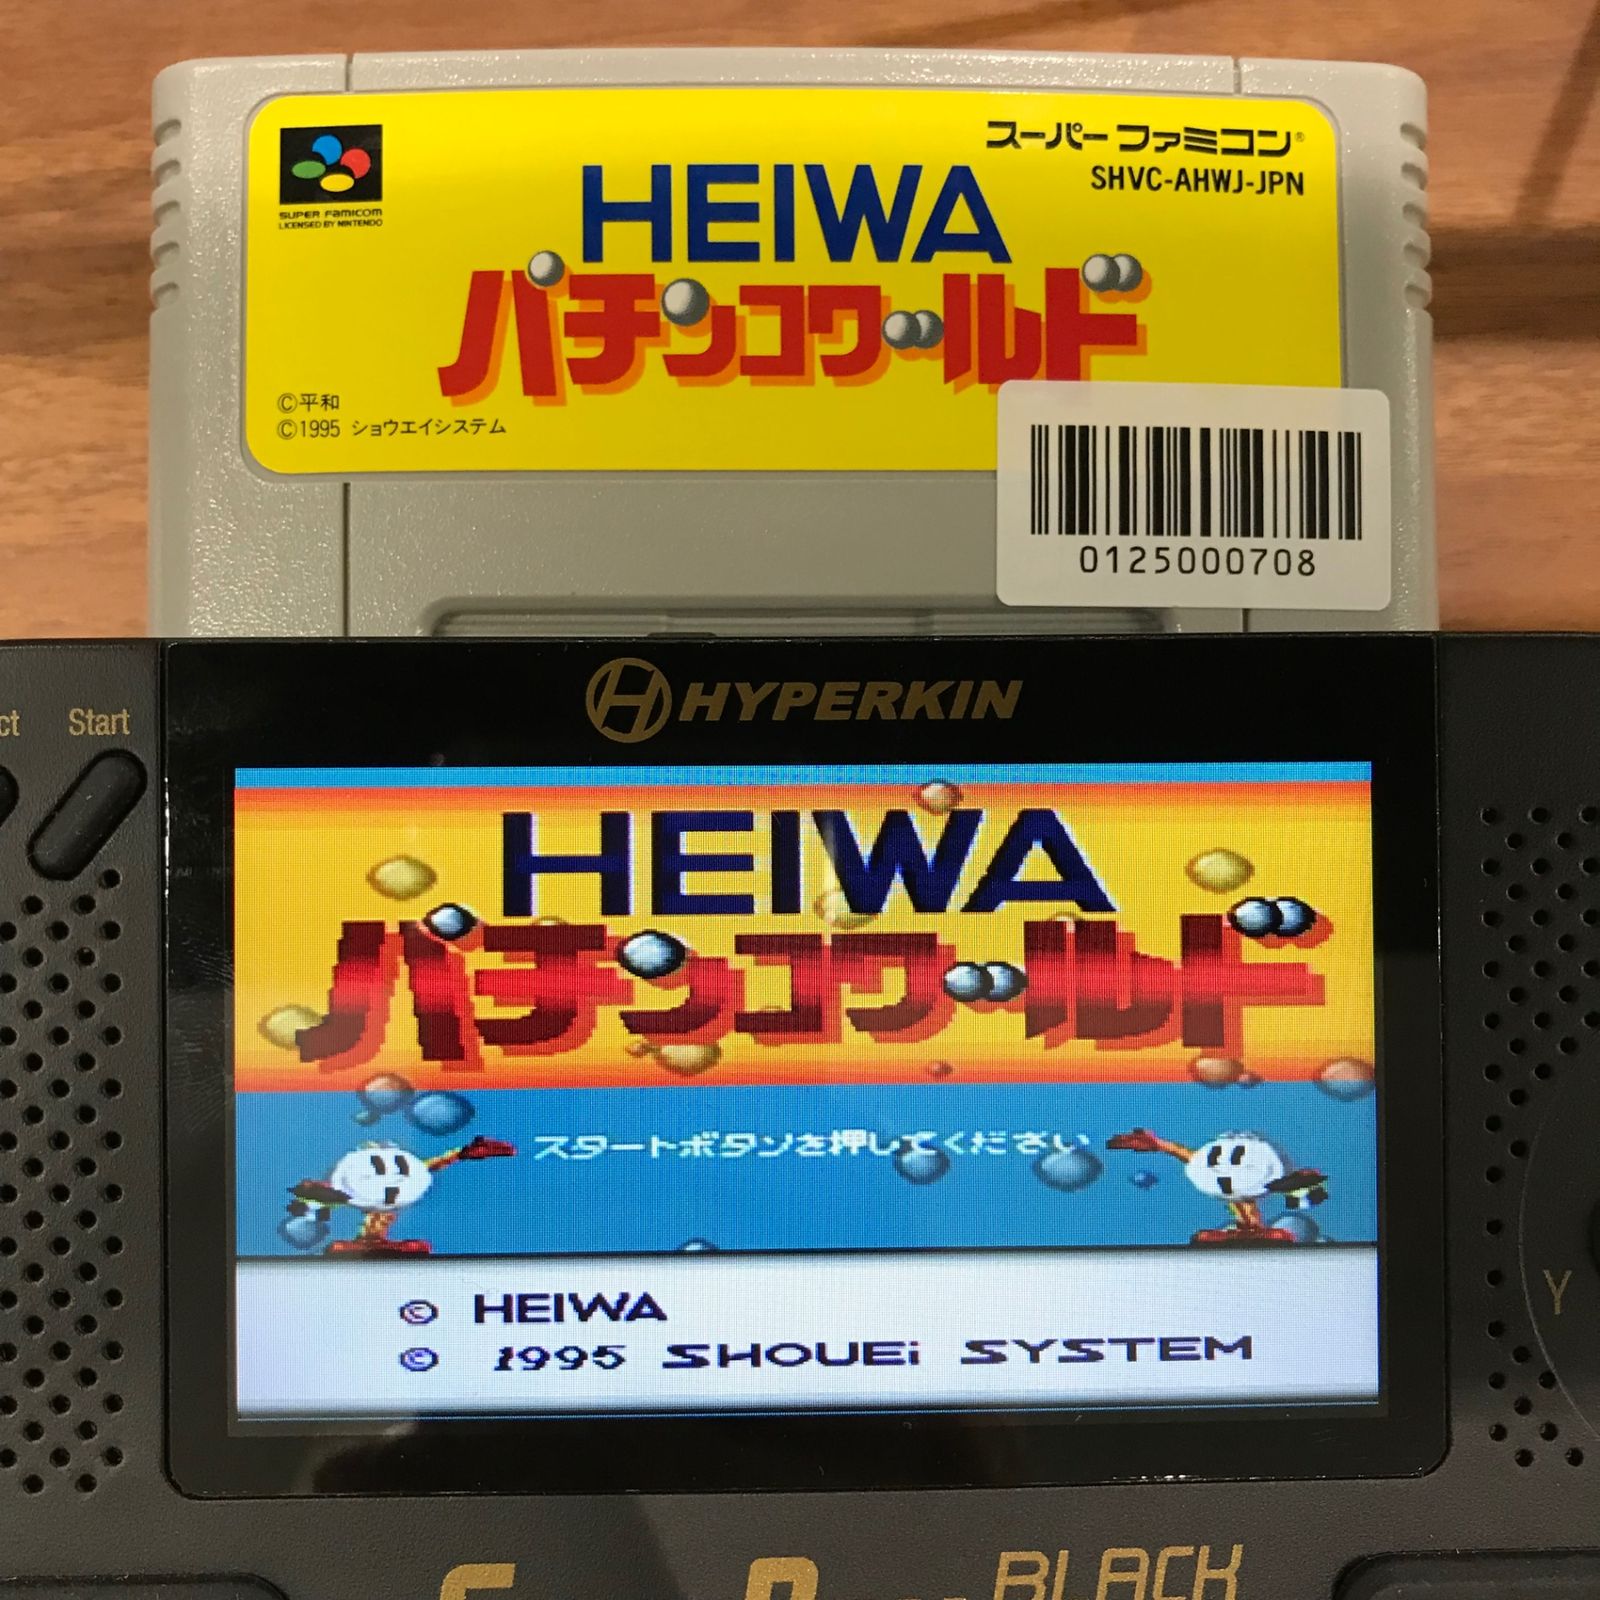 スーパーファミコン®
SHVC-AHWJ-JPN
SUPER FAMICOM
LICENSED BY NINTENDO
HEIWA
パチンコワールド
©平和
©1995 ショウエイシステム
0125000708
HYPERKIN
ct
Start
HEIWA
パチンコワールド
スタートボタンを押してください
© HEIWA
© 1995 SHOUEi SYSTEM
Y
BLACK